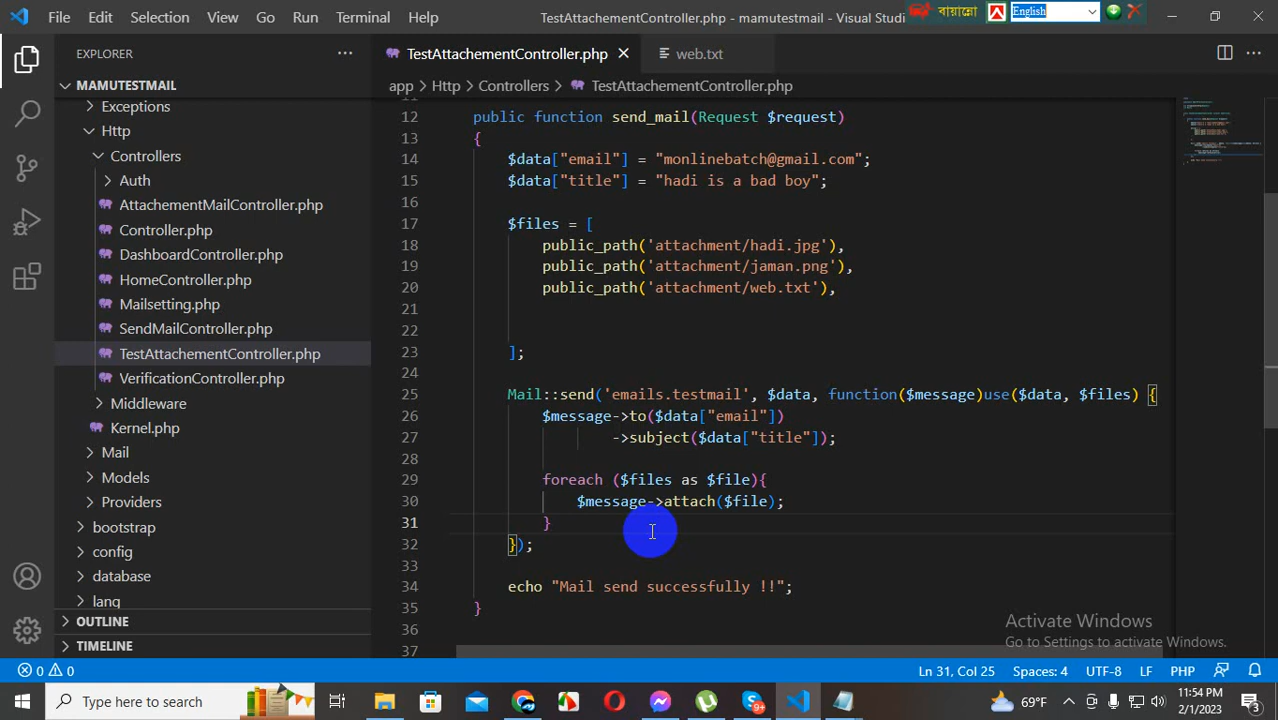 File Edit Selection View Go Run Terminal Help TestAttachementController.php - mamutestmail - Visual Studi বায়ান্নো English
EXPLORER
TestAttachementController.php web.txt
MAMUTESTMAIL
app > Http > Controllers > TestAttachementController.php
Exceptions
Http
Controllers
Auth
AttachementMailController.php
Controller.php
DashboardController.php
HomeController.php
Mailsetting.php
SendMailController.php
TestAttachementController.php
VerificationController.php
Middleware
Kernel.php
Mail
Models
Providers
bootstrap
config
database
lang
OUTLINE
TIMELINE
12 public function send_mail(Request $request)
13 {
14 $data["email"] = "monlinebatch@gmail.com";
15 $data["title"] = "hadi is a bad boy";
16
17 $files = [
18 public_path('attachment/hadi.jpg'),
19 public_path('attachment/jaman.png'),
20 public_path('attachment/web.txt'),
21
22
23 ];
24
25 Mail::send('emails.testmail', $data, function($message)use($data, $files) {
26 $message->to($data["email"])
27 ->subject($data["title"]);
28
29 foreach ($files as $file){
30 $message->attach($file);
31 }
32 });
33
34 echo "Mail send successfully !!";
35 }
36
37
Activate Windows
Go to Settings to activate Windows.
0 0 Ln 31, Col 25 Spaces: 4 UTF-8 LF PHP
Type here to search 9+ 69°F 11:54 PM
2/1/2023 3